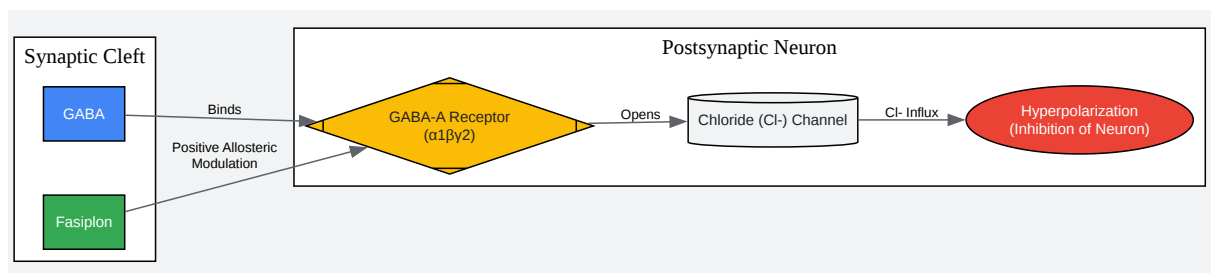 Synaptic Cleft
GABA
Fasiplon
Binds
Positive Allosteric
Modulation
Postsynaptic Neuron
GABA-A Receptor
(α1βγ2)
Opens
Chloride (Cl-) Channel
Cl- Influx
Hyperpolarization
(Inhibition of Neuron)